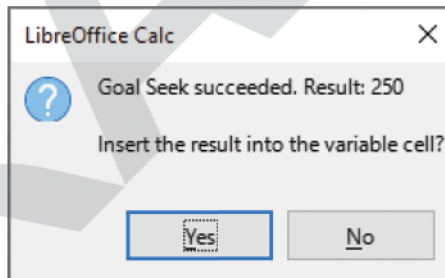 LibreOffice Calc
Goal Seek succeeded. Result: 250
Insert the result into the variable cell?
Yes
No